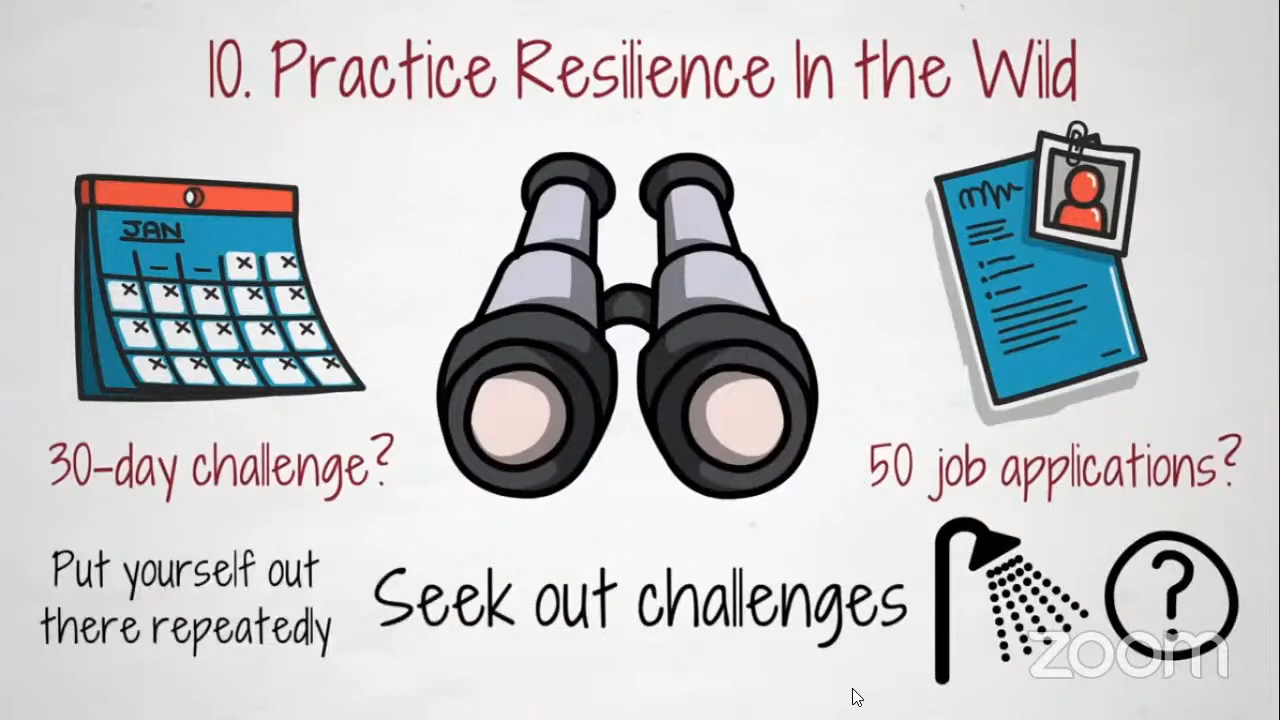 10. Practice Resilience In the Wild
JAN
30-day challenge?
50 job applications?
Put yourself out
there repeatedly
Seek out challenges
?
zoom